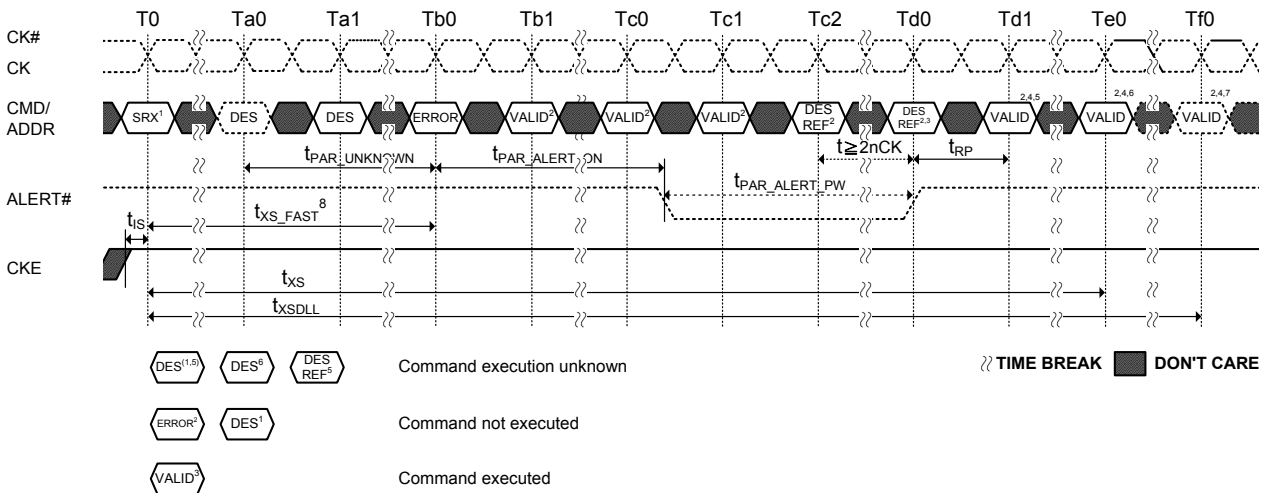 T0 Ta0 Ta1 Tb0 Tb1 Tc0 Tc1 Tc2 Td0 Td1 Te0 Tf0
CK#
CK
CMD/
ADDR
SRX1 DES DES ERROR VALID2 VALID2 VALID2 DES REF2 DES REF2,3 VALID 2,4,5 VALID 2,4,6 VALID 2,4,7
tPAR_UNKNOWN tPAR_ALERT_ON t≧2nCK tRP
ALERT#
tPAR_ALERT_PW
tIS tXS_FAST8
CKE
tXS
tXSDLL
DES(1,5) DES6 DES REF5 Command execution unknown
TIME BREAK DON'T CARE
ERROR2 DES1 Command not executed
VALID3 Command executed